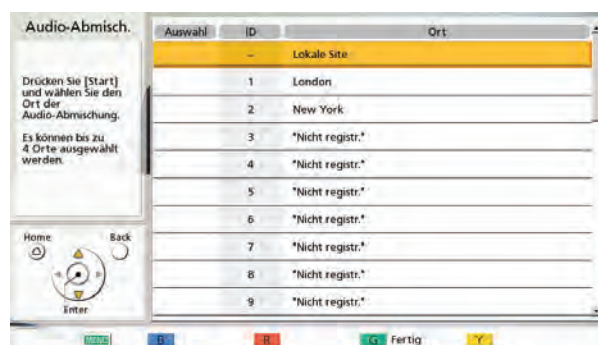 Audio-Abmisch.
Drücken Sie [Start]
und wählen Sie den
Ort der
Audio-Abmischung.
Es können bis zu
4 Orte ausgewählt
werden.
Home
Back
Enter
Auswahl ID Ort
– Lokale Site
1 London
2 New York
3 *Nicht registr.*
4 *Nicht registr.*
5 *Nicht registr.*
6 *Nicht registr.*
7 *Nicht registr.*
8 *Nicht registr.*
9 *Nicht registr.*
MENU B R G Fertig Y